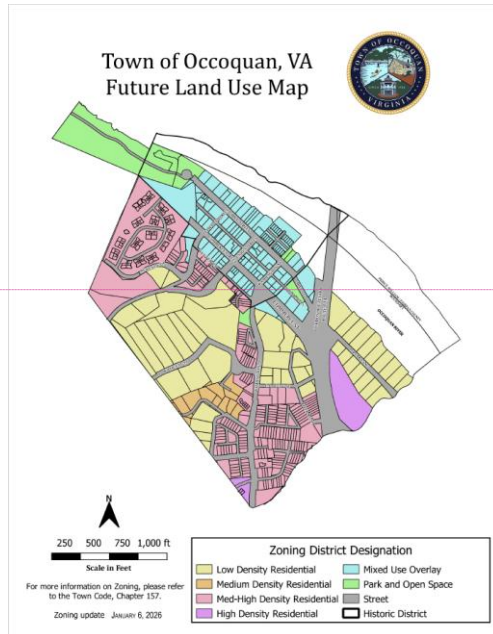 Town of Occoquan, VA
Future Land Use Map
TOWN OF OCCOQUAN
VIRGINIA
OCCOQUAN RIVER
N
250 500 750 1,000 ft
Scale in Feet
For more information on Zoning, please refer
to the Town Code, Chapter 157.
Zoning update January 6, 2026
Zoning District Designation
Low Density Residential
Medium Density Residential
Med-High Density Residential
High Density Residential
Mixed Use Overlay
Park and Open Space
Street
Historic District